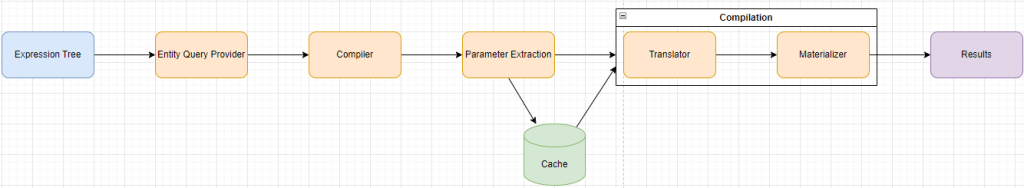 Compilation
Expression Tree
Entity Query Provider
Compiler
Parameter Extraction
Translator
Materializer
Results
Cache